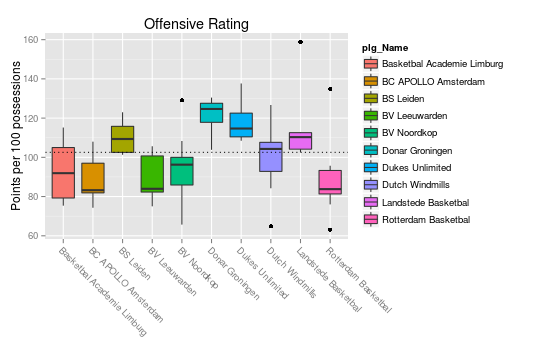 Offensive Rating
Points per 100 possessions
160
140
120
100
80
60
Basketbal Academie Limburg
BC APOLLO Amsterdam
BS Leiden
BV Leeuwarden
BV Noordkop
Donar Groningen
Dukes Unlimited
Dutch Windmills
Landstede Basketbal
Rotterdam Basketbal
plg_Name
Basketbal Academie Limburg
BC APOLLO Amsterdam
BS Leiden
BV Leeuwarden
BV Noordkop
Donar Groningen
Dukes Unlimited
Dutch Windmills
Landstede Basketbal
Rotterdam Basketbal